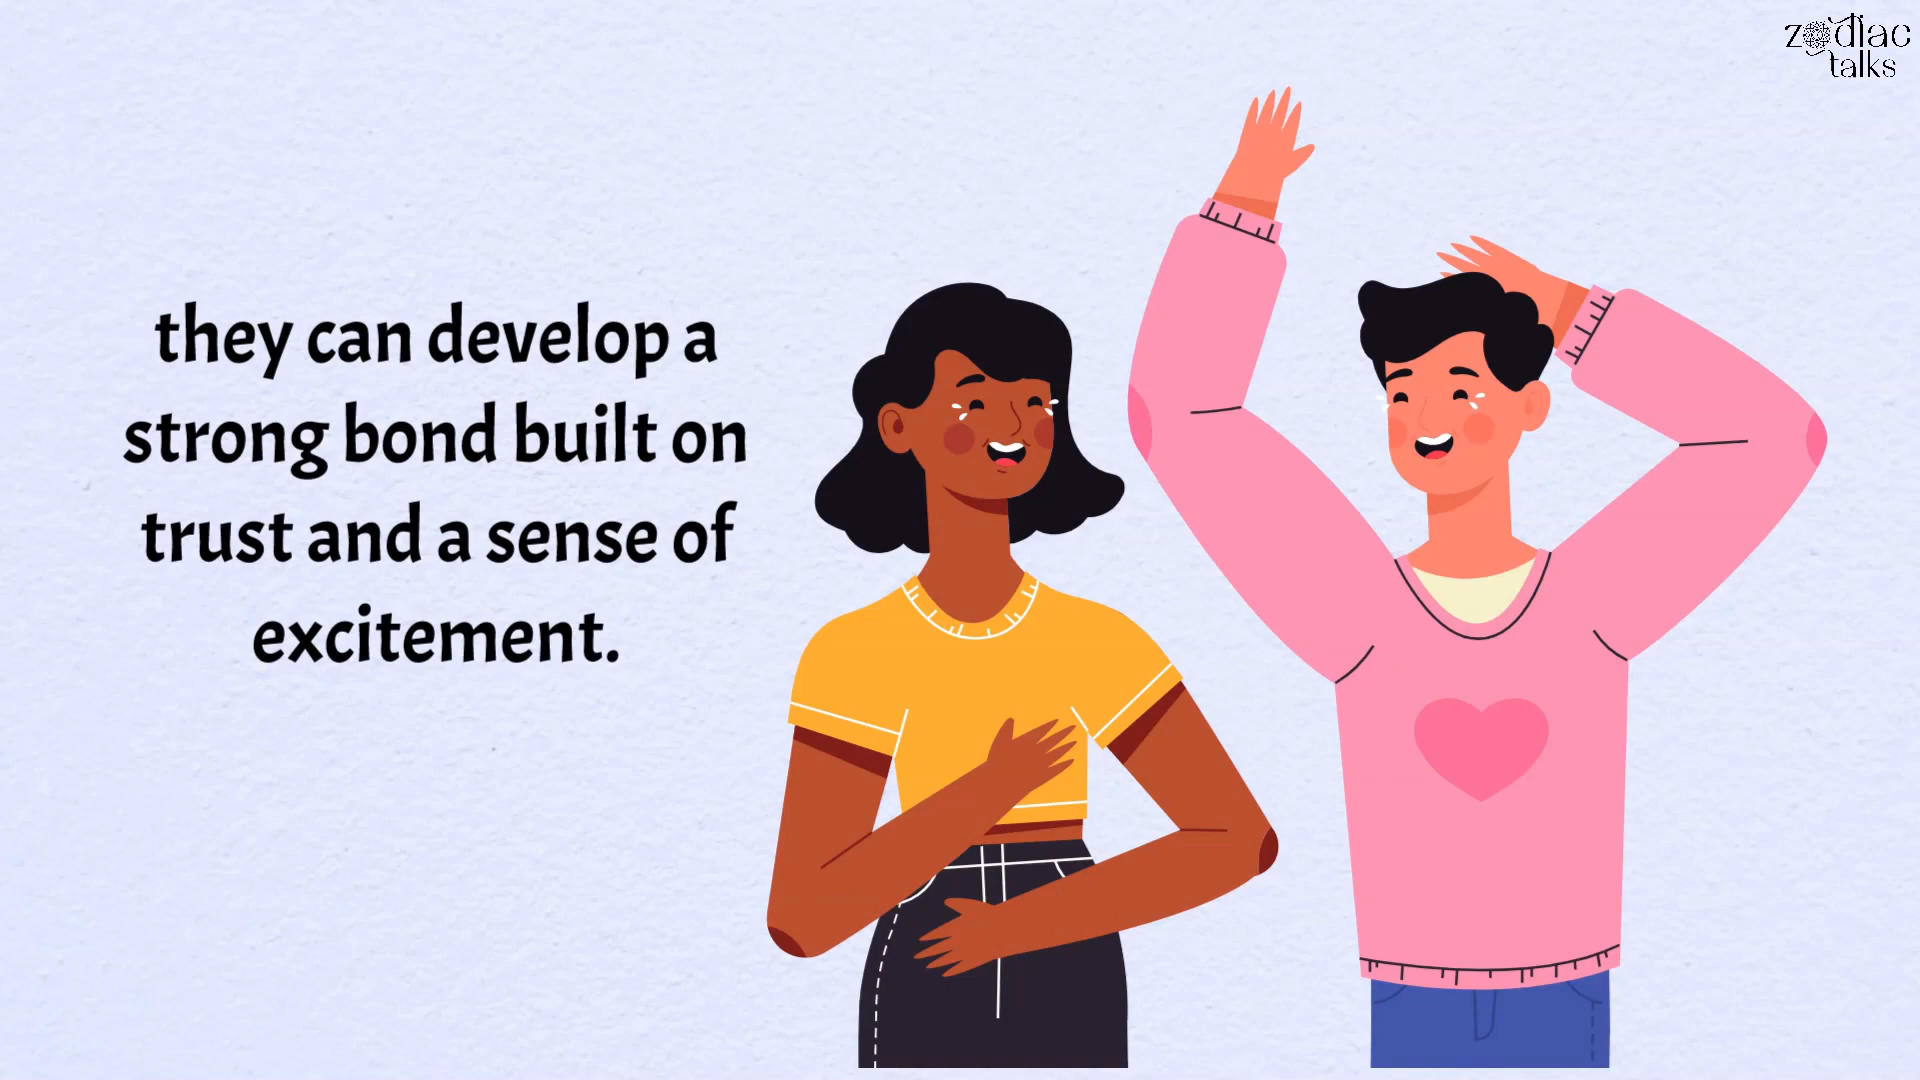 zodiac
talks
they can develop a
strong bond built on
trust and a sense of
excitement.